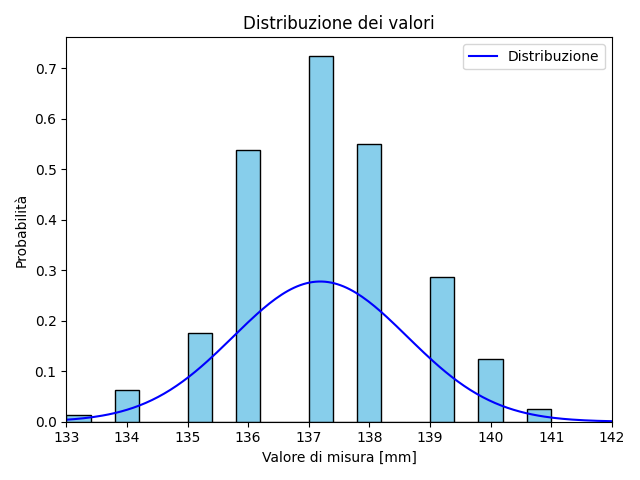 Distribuzione dei valori
Distribuzione
Probabilità
0.7
0.6
0.5
0.4
0.3
0.2
0.1
0.0
133 134 135 136 137 138 139 140 141 142
Valore di misura [mm]